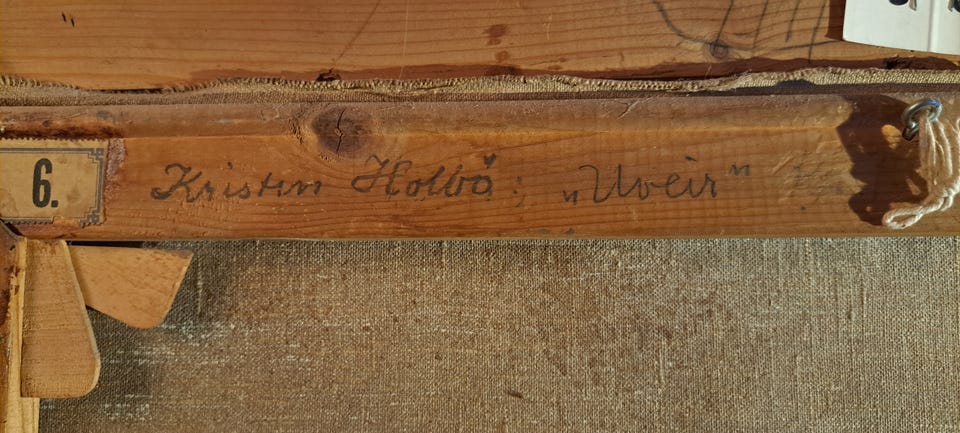 6.
Kristen Holbö: „Uveir"